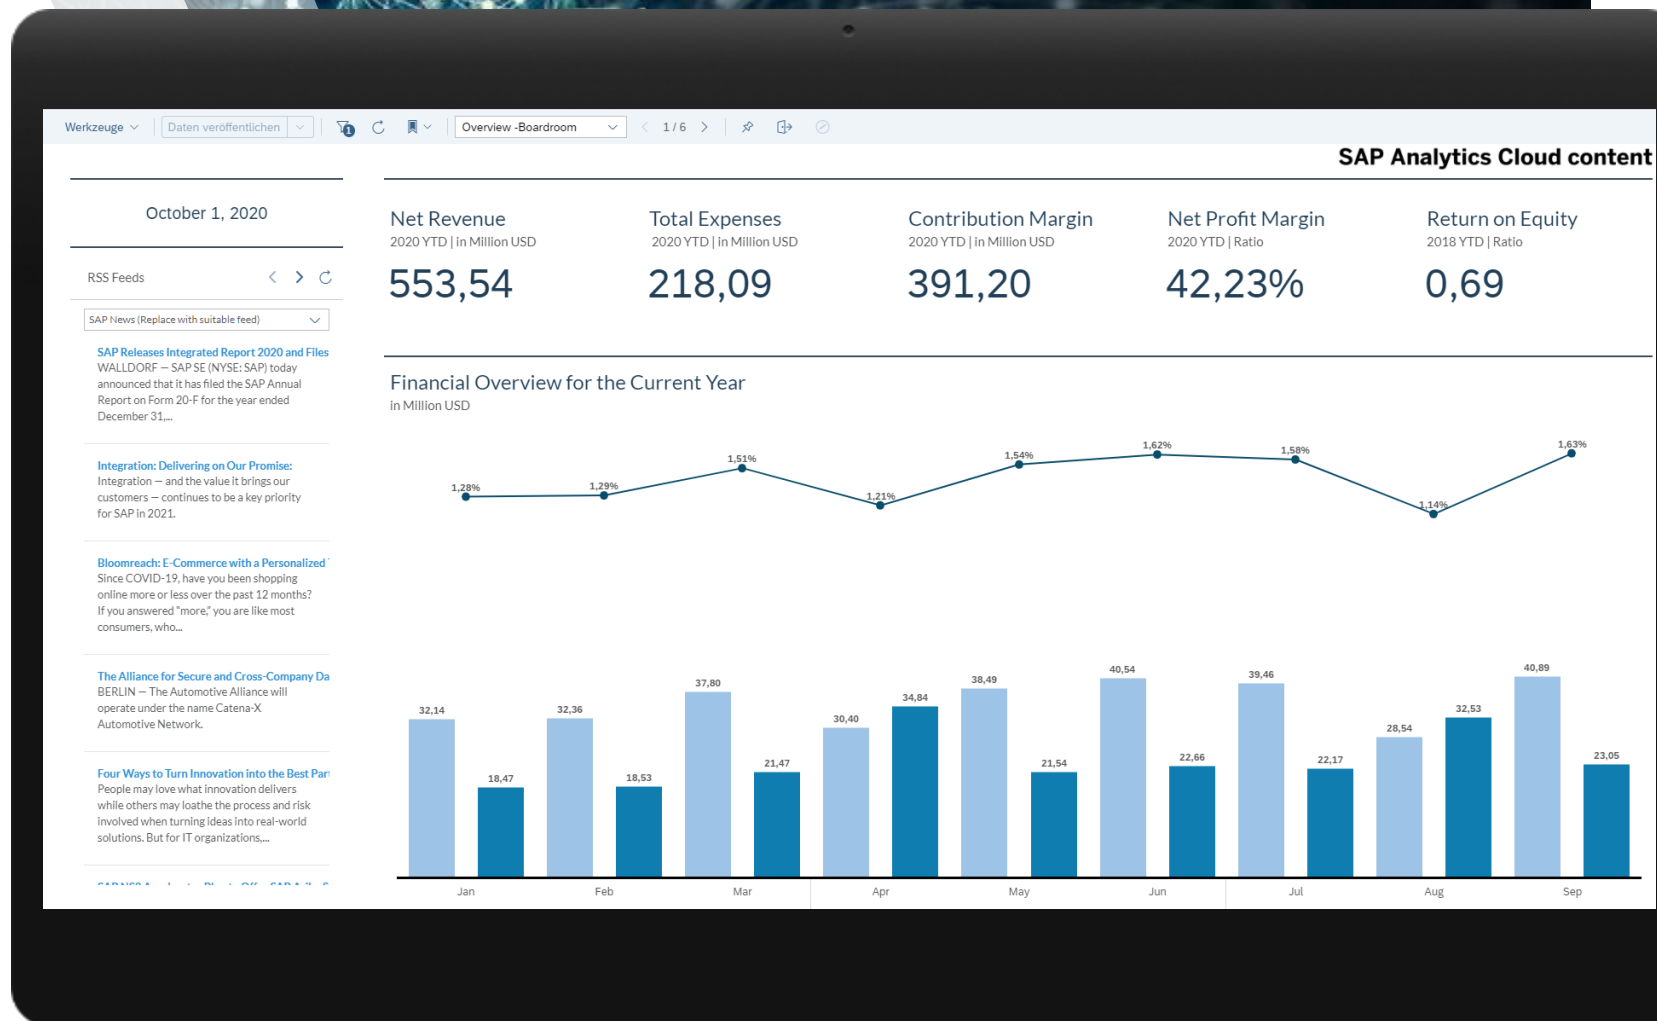 Werkzeuge
Daten veröffentlichen
1
Overview -Boardroom
1 / 6
SAP Analytics Cloud content
October 1, 2020
RSS Feeds
SAP News (Replace with suitable feed)
SAP Releases Integrated Report 2020 and Files
WALLDORF — SAP SE (NYSE: SAP) today
announced that it has filed the SAP Annual
Report on Form 20-F for the year ended
December 31,...
Integration: Delivering on Our Promise:
Integration — and the value it brings our
customers — continues to be a key priority
for SAP in 2021.
Bloomreach: E-Commerce with a Personalized
Since COVID-19, have you been shopping
online more or less over the past 12 months?
If you answered "more," you are like most
consumers, who...
The Alliance for Secure and Cross-Company Da
BERLIN — The Automotive Alliance will
operate under the name Catena-X
Automotive Network.
Four Ways to Turn Innovation into the Best Part
People may love what innovation delivers
while others may loathe the process and risk
involved when turning ideas into real-world
solutions. But for IT organizations,...
Net Revenue
2020 YTD | in Million USD
553,54
Total Expenses
2020 YTD | in Million USD
218,09
Contribution Margin
2020 YTD | in Million USD
391,20
Net Profit Margin
2020 YTD | Ratio
42,23%
Return on Equity
2018 YTD | Ratio
0,69
Financial Overview for the Current Year
in Million USD
1,28%
1,29%
1,51%
1,21%
1,54%
1,62%
1,58%
1,14%
1,63%
32,14
18,47
32,36
18,53
37,80
21,47
30,40
34,84
38,49
21,54
40,54
22,66
39,46
22,17
28,54
32,53
40,89
23,05
Jan
Feb
Mar
Apr
May
Jun
Jul
Aug
Sep